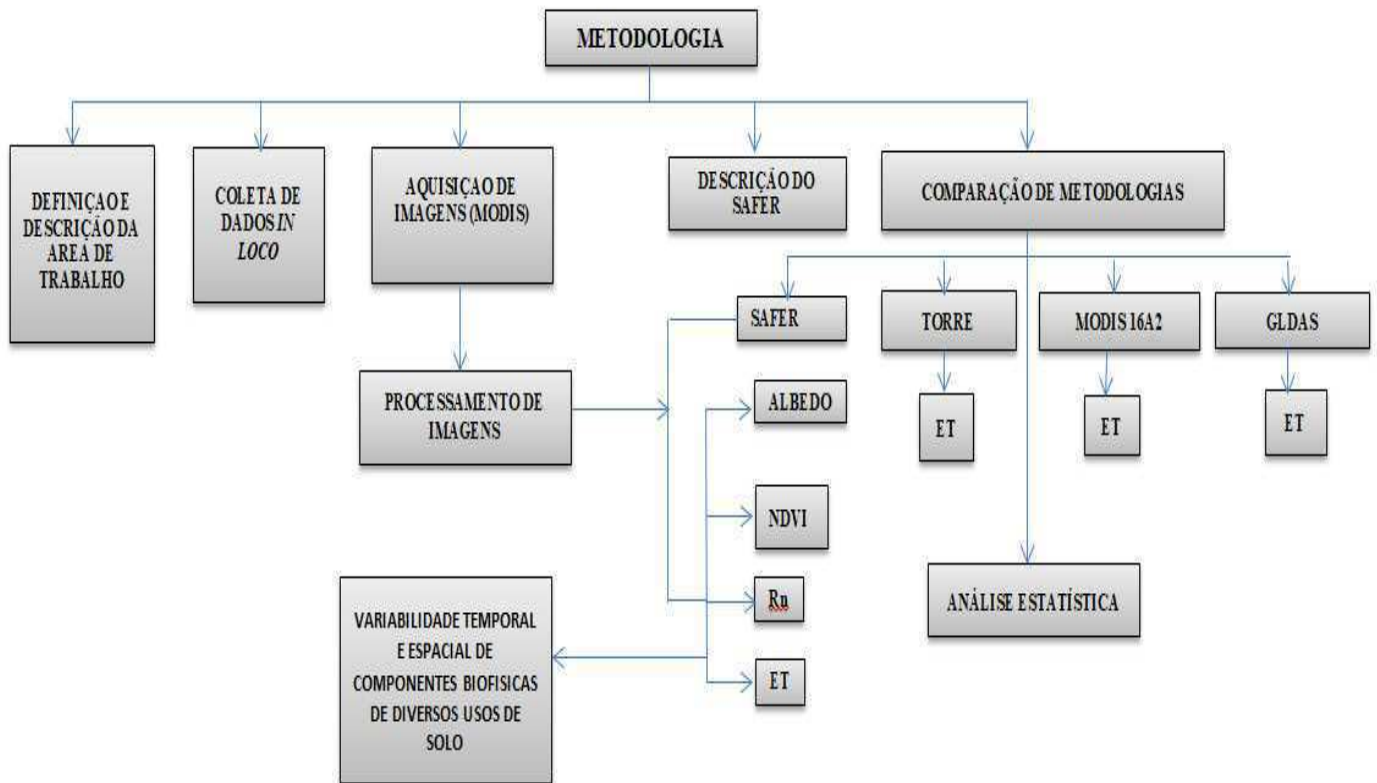 METODOLOGIA
DEFINIÇAO E
DESCRIÇÃO DA
AREA DE
TRABALHO
COLETA DE
DADOS IN
LOCO
AQUISIÇAO DE
IMAGENS (MODIS)
DESCRIÇÃO DO
SAFER
COMPARAÇÃO DE METODOLOGIAS
SAFER
TORRE
MODIS 16A2
GLDAS
PROCESSAMENTO DE
IMAGENS
ALBEDO
ET
ET
ET
NDVI
Rn
ET
ANÁLISE ESTATÍSTICA
VARIABILIDADE TEMPORAL
E ESPACIAL DE
COMPONENTES BIOFISICAS
DE DIVERSOS USOS DE
SOLO